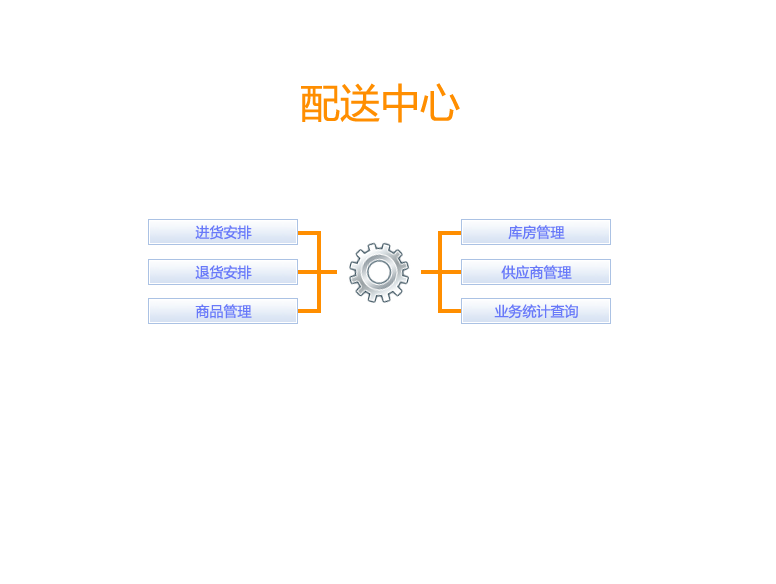 配送中心
进货安排
退货安排
商品管理
库房管理
供应商管理
业务统计查询